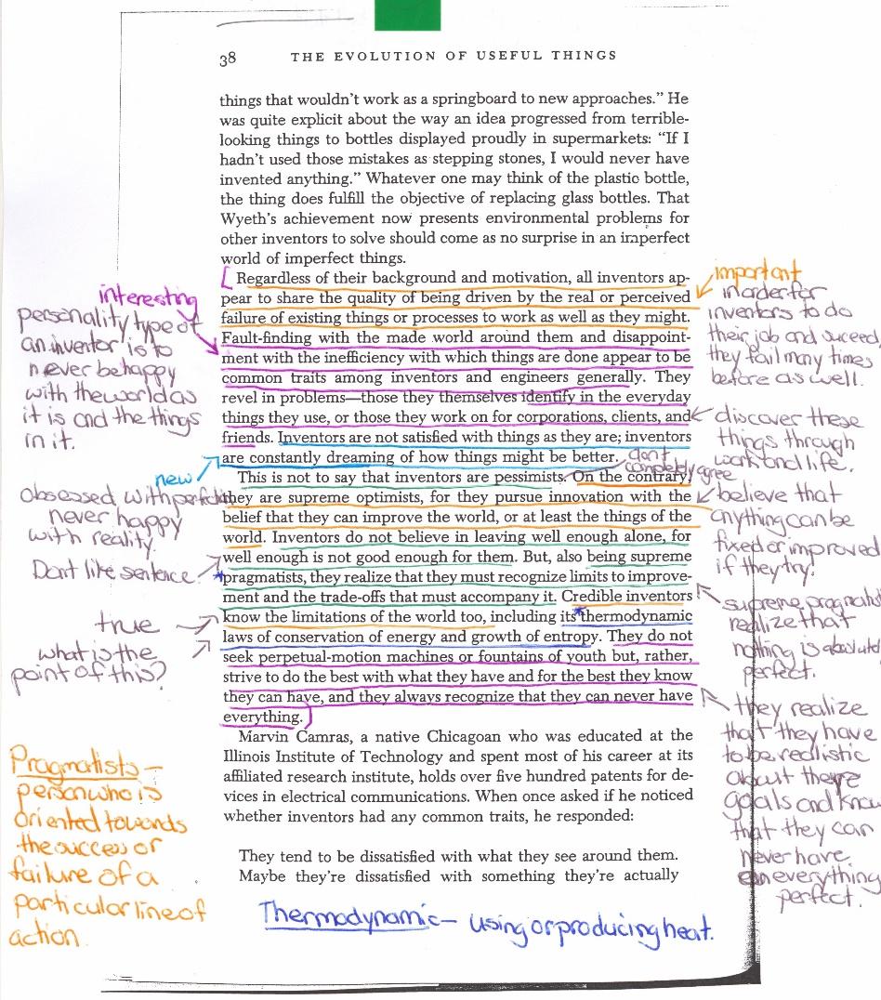 38 THE EVOLUTION OF USEFUL THINGS
things that wouldn't work as a springboard to new approaches." He
was quite explicit about the way an idea progressed from terrible-
looking things to bottles displayed proudly in supermarkets: "If I
hadn't used those mistakes as stepping stones, I would never have
invented anything." Whatever one may think of the plastic bottle,
the thing does fulfill the objective of replacing glass bottles. That
Wyeth's achievement now presents environmental problems for
other inventors to solve should come as no surprise in an imperfect
world of imperfect things.
Regardless of their background and motivation, all inventors ap-
pear to share the quality of being driven by the real or perceived
failure of existing things or processes to work as well as they might.
Fault-finding with the made world around them and disappoint-
ment with the inefficiency with which things are done appear to be
common traits among inventors and engineers generally. They
revel in problems—those they themselves identify in the everyday
things they use, or those they work on for corporations, clients, and
friends. Inventors are not satisfied with things as they are; inventors
are constantly dreaming of how things might be better.
This is not to say that inventors are pessimists. On the contrary,
they are supreme optimists, for they pursue innovation with the
belief that they can improve the world, or at least the things of the
world. Inventors do not believe in leaving well enough alone, for
well enough is not good enough for them. But, also being supreme
pragmatists, they realize that they must recognize limits to improve-
ment and the trade-offs that must accompany it. Credible inventors
know the limitations of the world too, including its thermodynamic
laws of conservation of energy and growth of entropy. They do not
seek perpetual-motion machines or fountains of youth but, rather,
strive to do the best with what they have and for the best they know
they can have, and they always recognize that they can never have
everything.
Marvin Camras, a native Chicagoan who was educated at the
Illinois Institute of Technology and spent most of his career at its
affiliated research institute, holds over five hundred patents for de-
vices in electrical communications. When once asked if he noticed
whether inventors had any common traits, he responded:
They tend to be dissatisfied with what they see around them.
Maybe they're dissatisfied with something they're actually
interesting
personality type of
an inventor is to
never be happy
with the world as
it is and the things
in it.
new
Obsessed with
never happy
with reality.
Dont like sentence
true
what is the
point of this?
Pragmatists –
person who is
oriented towards
the success or
failure of a
particular line of
action.
important
in order for
inventors to do
their job and suceed,
they fail many times
before as well.
discover these
things through
work and life.
dont
completely agree
believe that
anything can be
fixed or improved
if they try!
supreme
realize that
nothing is
perfect.
they realize
that they have
to be realistic
about there
goals and
that they can
never have
everything
perfect.
Thermodynamic – using or producing heat.